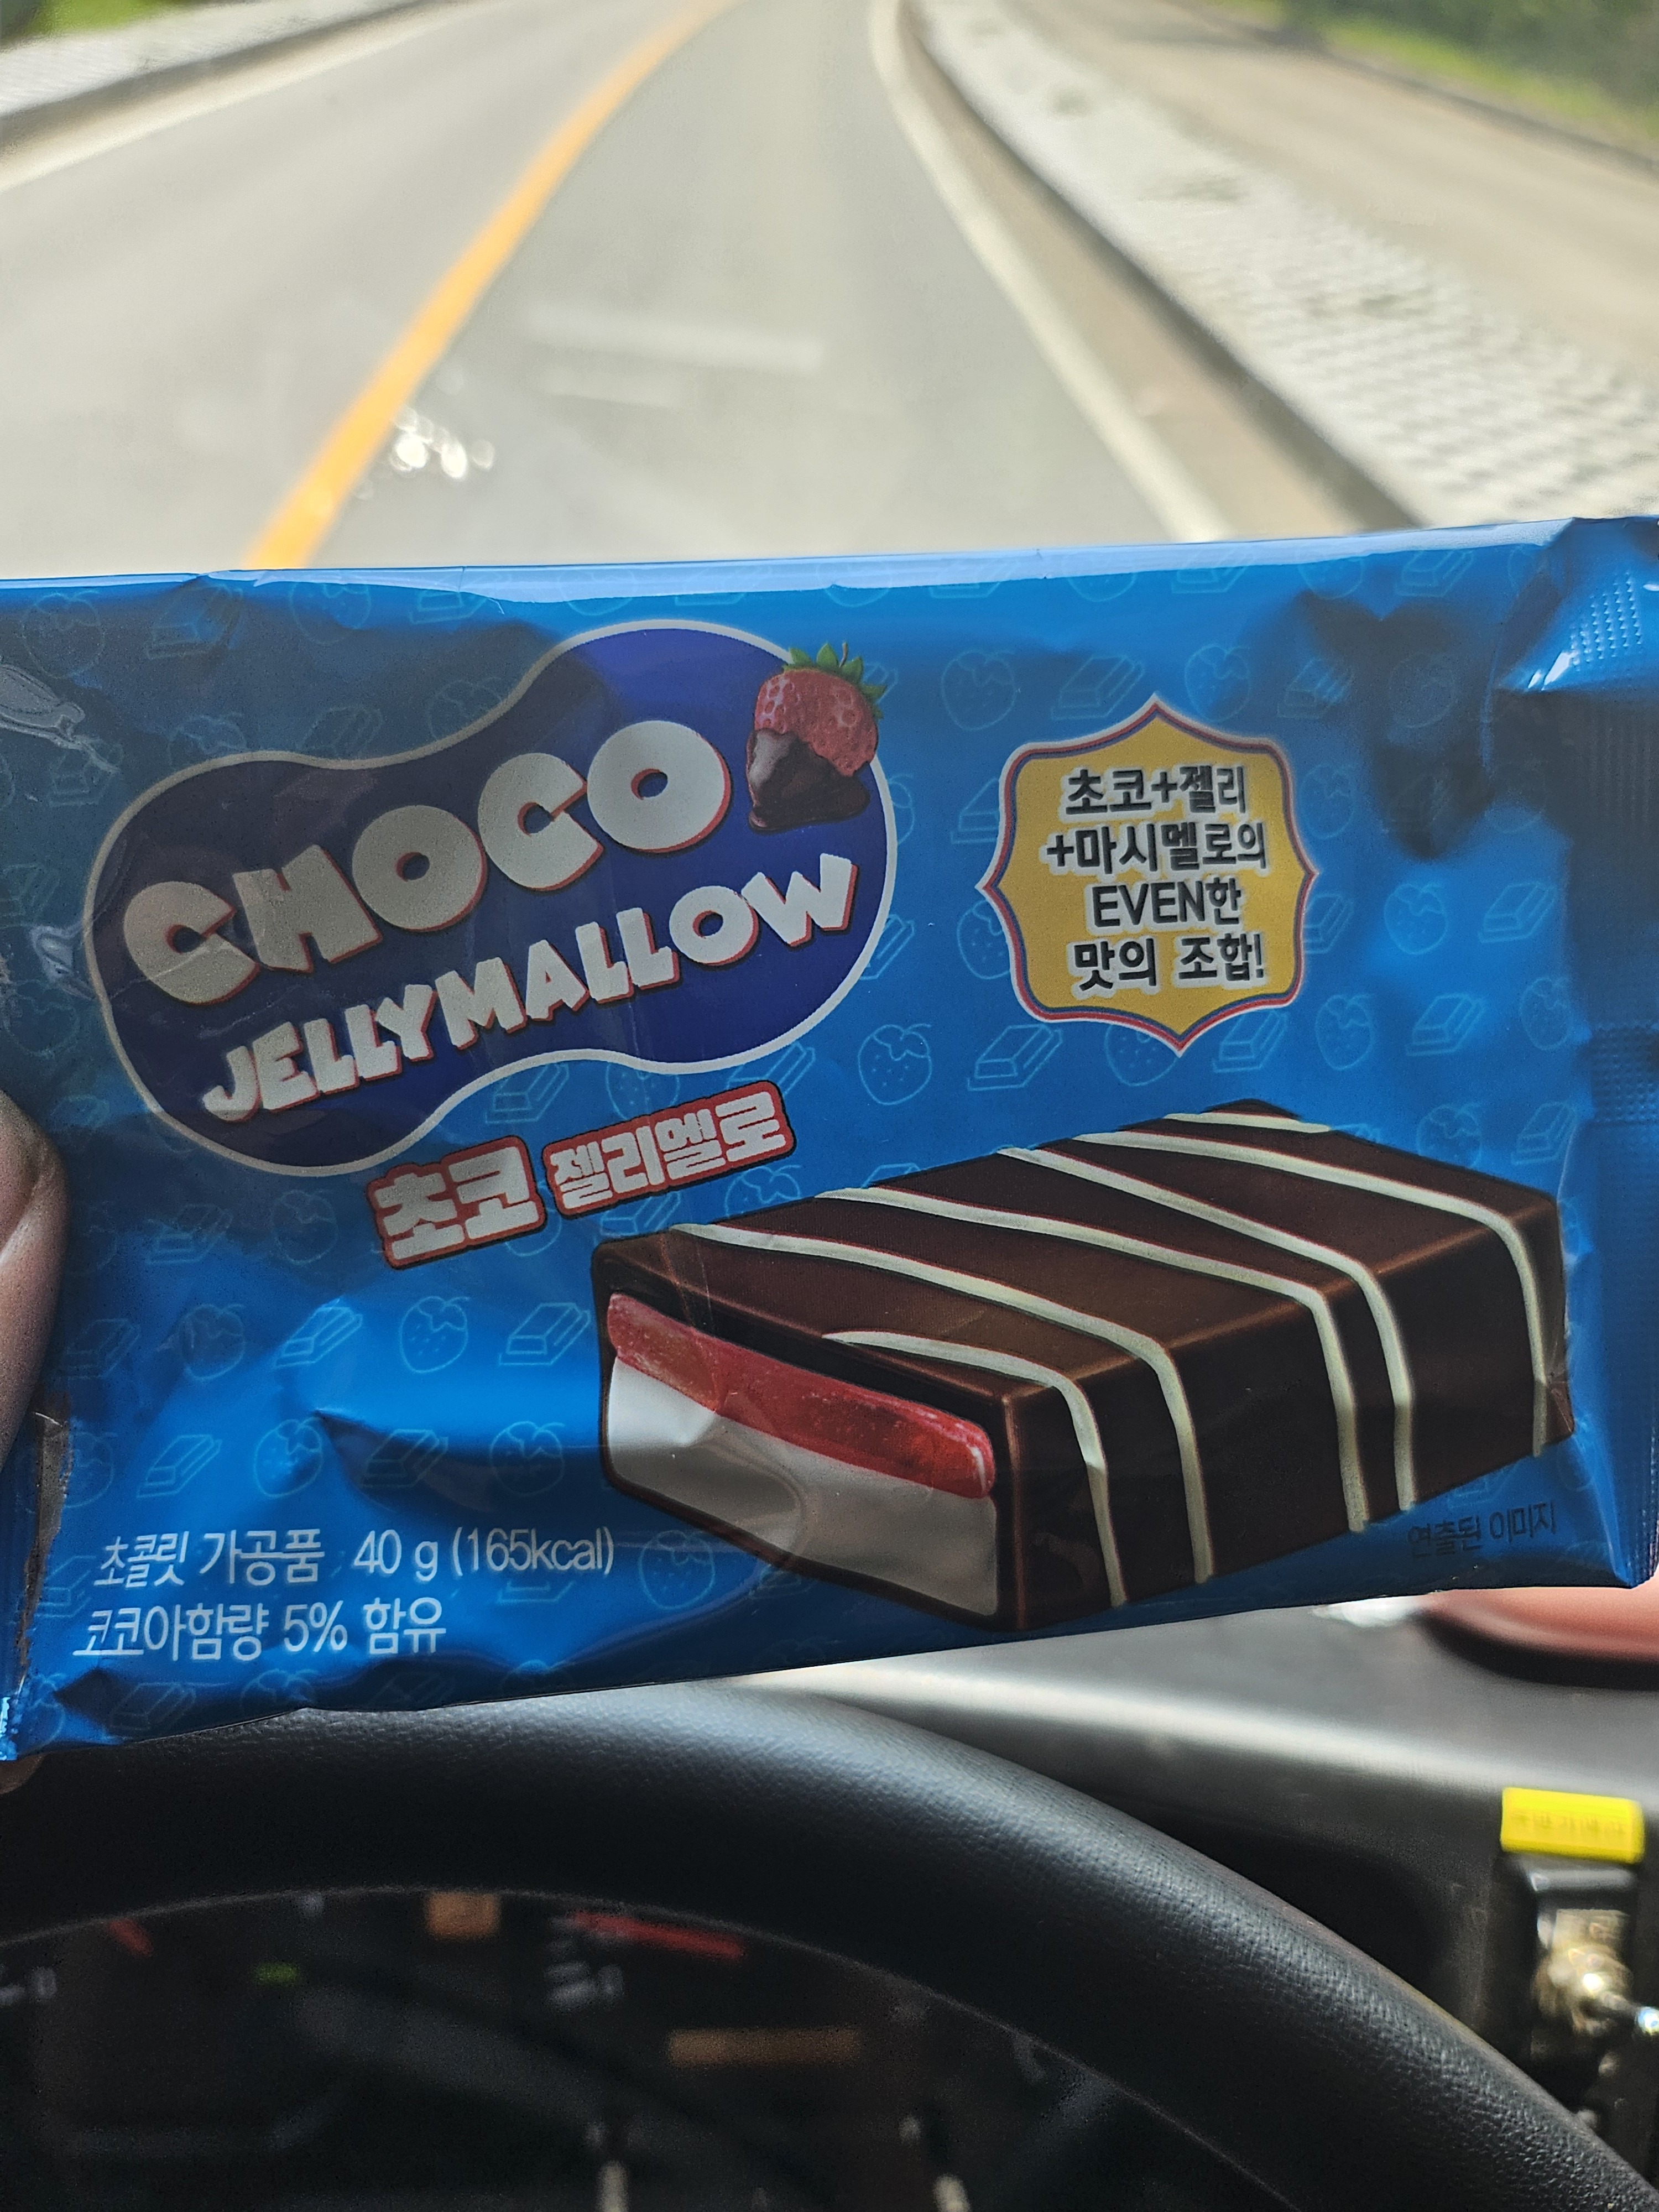 CHOCO
JELLYMALLOW
초코 젤리멜로
초코+젤리
+마시멜로의
EVEN한
맛의 조합!
연출된 이미지
초콜릿 가공품 40 g (165kcal)
코코아함량 5% 함유